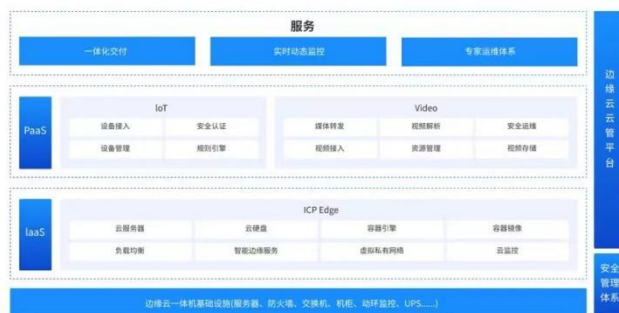 服务
一体化交付
实时动态监控
专家运维体系
PaaS
IoT
设备接入
安全认证
设备管理
规则引擎
Video
媒体转发
视频解析
安全运维
视频接入
资源管理
视频存储
IaaS
ICP Edge
云服务器
云硬盘
容器引擎
容器镜像
负载均衡
智能边缘服务
虚拟私有网络
云监控
边缘云一体机基础设施(服务器、防火墙、交换机、机柜、动环监控、UPS......)
边缘云云管平台
安全
管理
体系